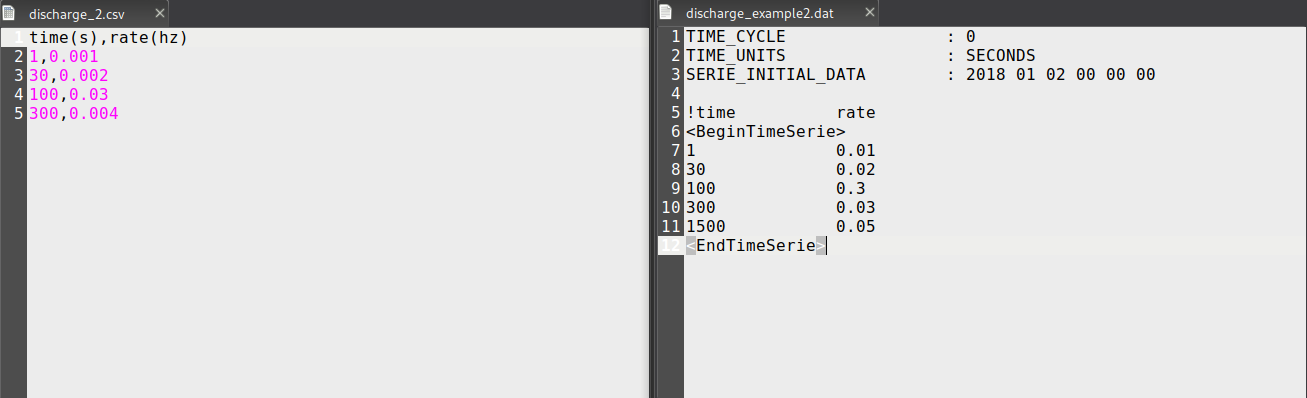 discharge_2.csv ×
1 time(s),rate(hz)
2 1,0.001
3 30,0.002
4 100,0.03
5 300,0.004
discharge_example2.dat ×
1 TIME_CYCLE : 0
2 TIME_UNITS : SECONDS
3 SERIE_INITIAL_DATA : 2018 01 02 00 00 00
4
5 !time rate
6 <BeginTimeSerie>
7 1 0.01
8 30 0.02
9 100 0.3
10 300 0.03
11 1500 0.05
12 <EndTimeSerie>